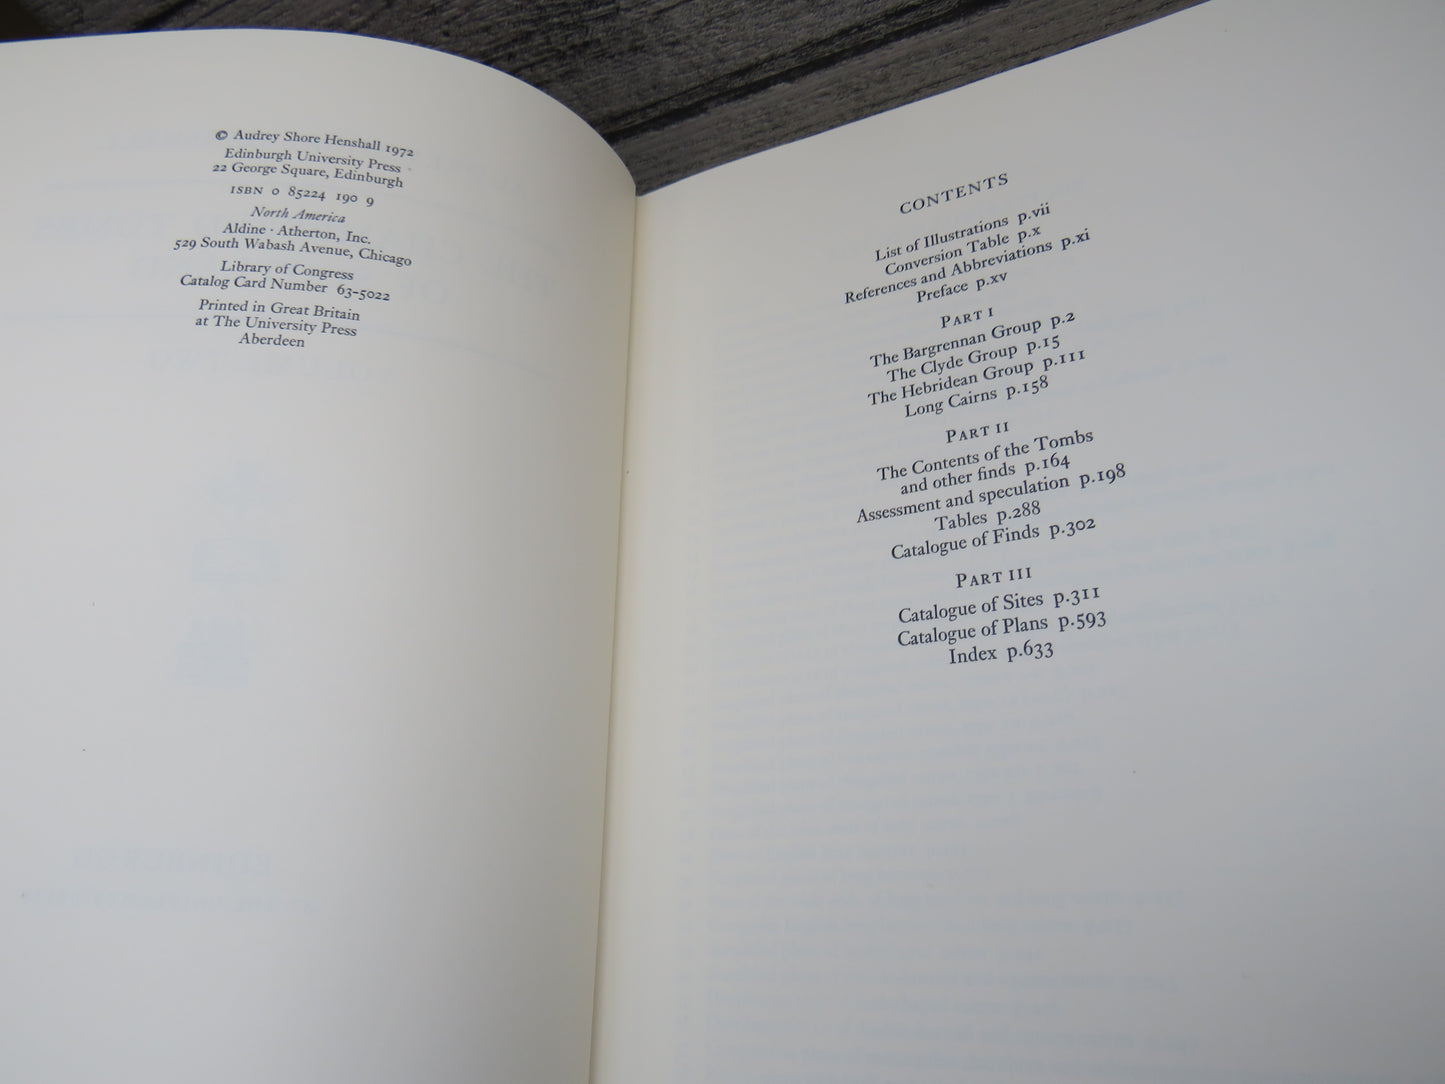 © Audrey Shore Henshall 1972
Edinburgh University Press
22 George Square, Edinburgh
ISBN 0 85224 190 9
North America
Aldine · Atherton, Inc.
529 South Wabash Avenue, Chicago
Library of Congress
Catalog Card Number 63-5022
Printed in Great Britain
at The University Press
Aberdeen
CONTENTS
List of Illustrations p.vii
Conversion Table p.x
References and Abbreviations p.xi
Preface p.xv
PART I
The Bargrennan Group p.2
The Clyde Group p.15
The Hebridean Group p.111
Long Cairns p.158
PART II
The Contents of the Tombs
and other finds p.164
Assessment and speculation p.198
Tables p.288
Catalogue of Finds p.302
PART III
Catalogue of Sites p.311
Catalogue of Plans p.593
Index p.633